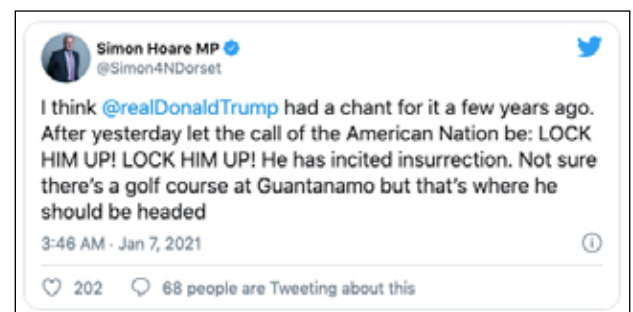 Simon Hoare MP
@Simon4NDorset
I think @realDonaldTrump had a chant for it a few years ago.
After yesterday let the call of the American Nation be: LOCK
HIM UP! LOCK HIM UP! He has incited insurrection. Not sure
there's a golf course at Guantanamo but that's where he
should be headed
3:46 AM · Jan 7, 2021
202 68 people are Tweeting about this